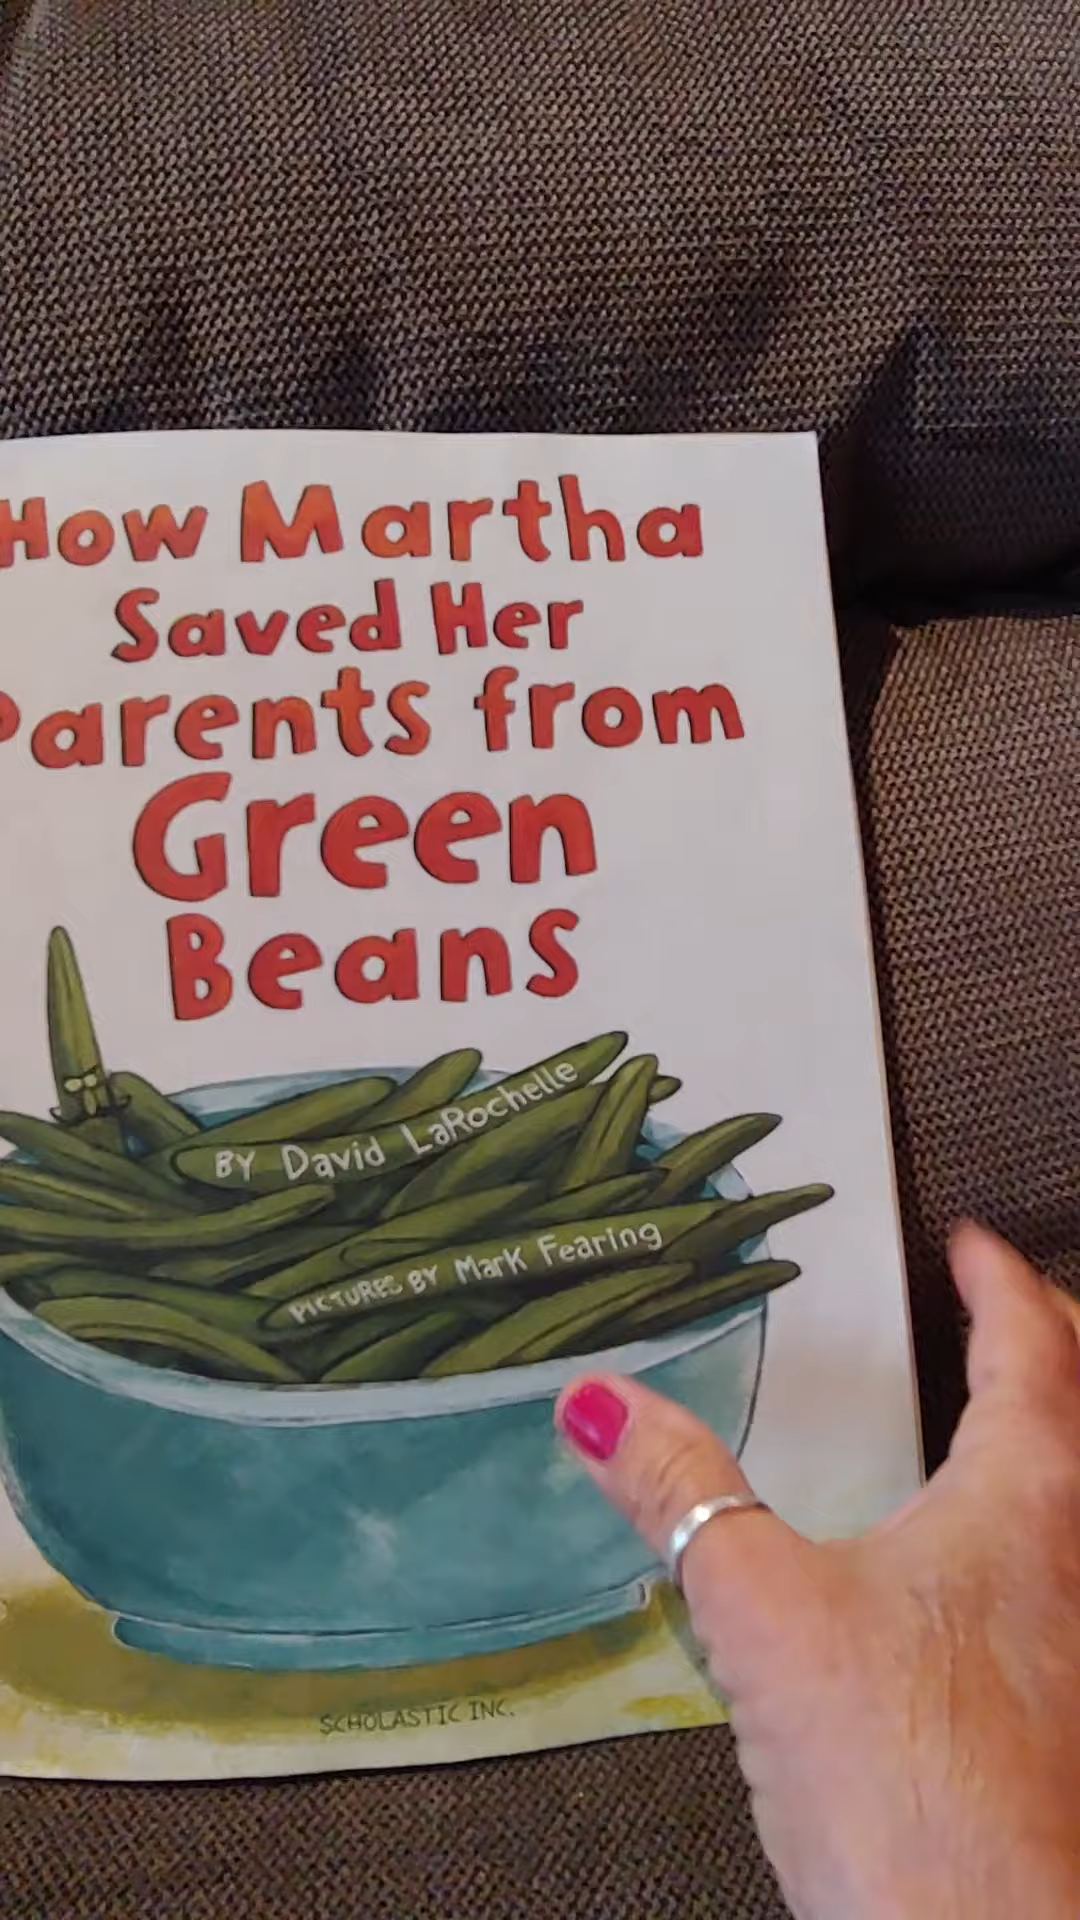 How Martha
Saved Her
Parents from
Green
Beans
BY David LaRochelle
PICTURES BY Mark Fearing
SCHOLASTIC INC.